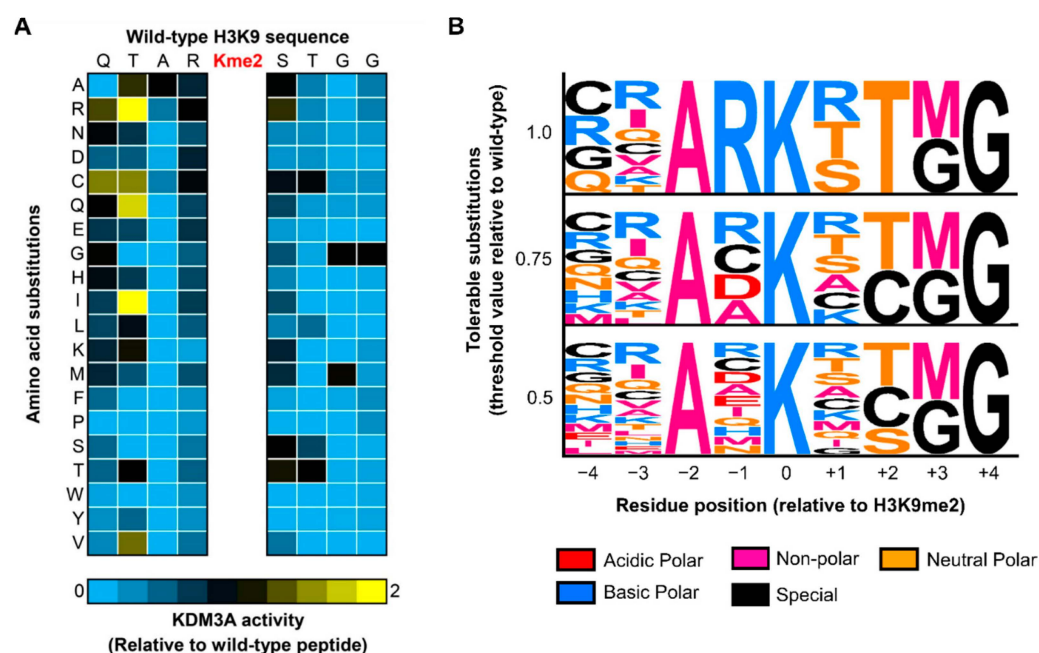 A
Wild-type H3K9 sequence
Q T A R Kme2 S T G G
Amino acid substitutions
A
R
N
D
C
Q
E
G
H
I
L
K
M
F
P
S
T
W
Y
V
0 2
KDM3A activity
(Relative to wild-type peptide)
B
Tolerable substitutions
(threshold value relative to wild-type)
1.0
C R A R K R T M G
R I T G
G Q S
Q C
V
A
K
T
0.75
C R A R K R T M G
R I C T C G
G Q D S
Q C A A
N V C
H A K
K K
M T
0.5
C R A R K R T M G
R I C T C G
G Q D S S
Q C A A
N V E C
H A T K
K K Q M
M T H Q
E N M T
T H N G
−4 −3 −2 −1 0 +1 +2 +3 +4
Residue position (relative to H3K9me2)
Acidic Polar Non-polar Neutral Polar
Basic Polar Special